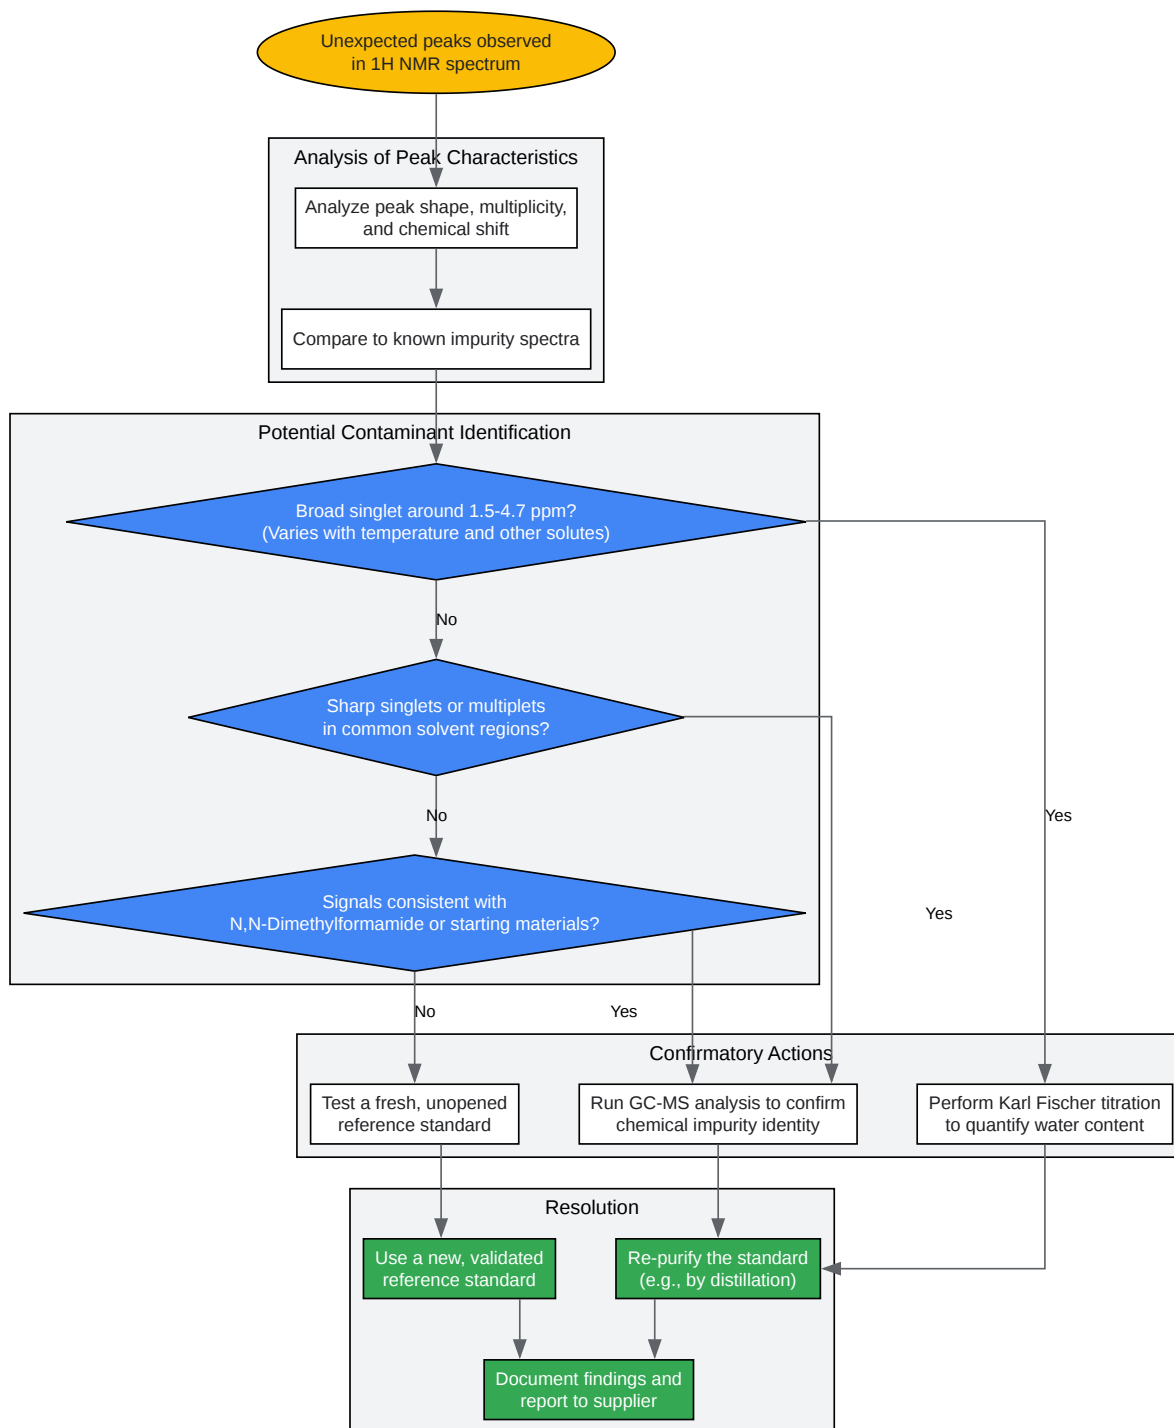 Unexpected peaks observed
in 1H NMR spectrum
Analysis of Peak Characteristics
Analyze peak shape, multiplicity,
and chemical shift
Compare to known impurity spectra
Potential Contaminant Identification
Broad singlet around 1.5-4.7 ppm?
(Varies with temperature and other solutes)
No
Sharp singlets or multiplets
in common solvent regions?
No
Yes
Signals consistent with
N,N-Dimethylformamide or starting materials?
Yes
No
Yes
Confirmatory Actions
Test a fresh, unopened
reference standard
Run GC-MS analysis to confirm
chemical impurity identity
Perform Karl Fischer titration
to quantify water content
Resolution
Use a new, validated
reference standard
Re-purify the standard
(e.g., by distillation)
Document findings and
report to supplier